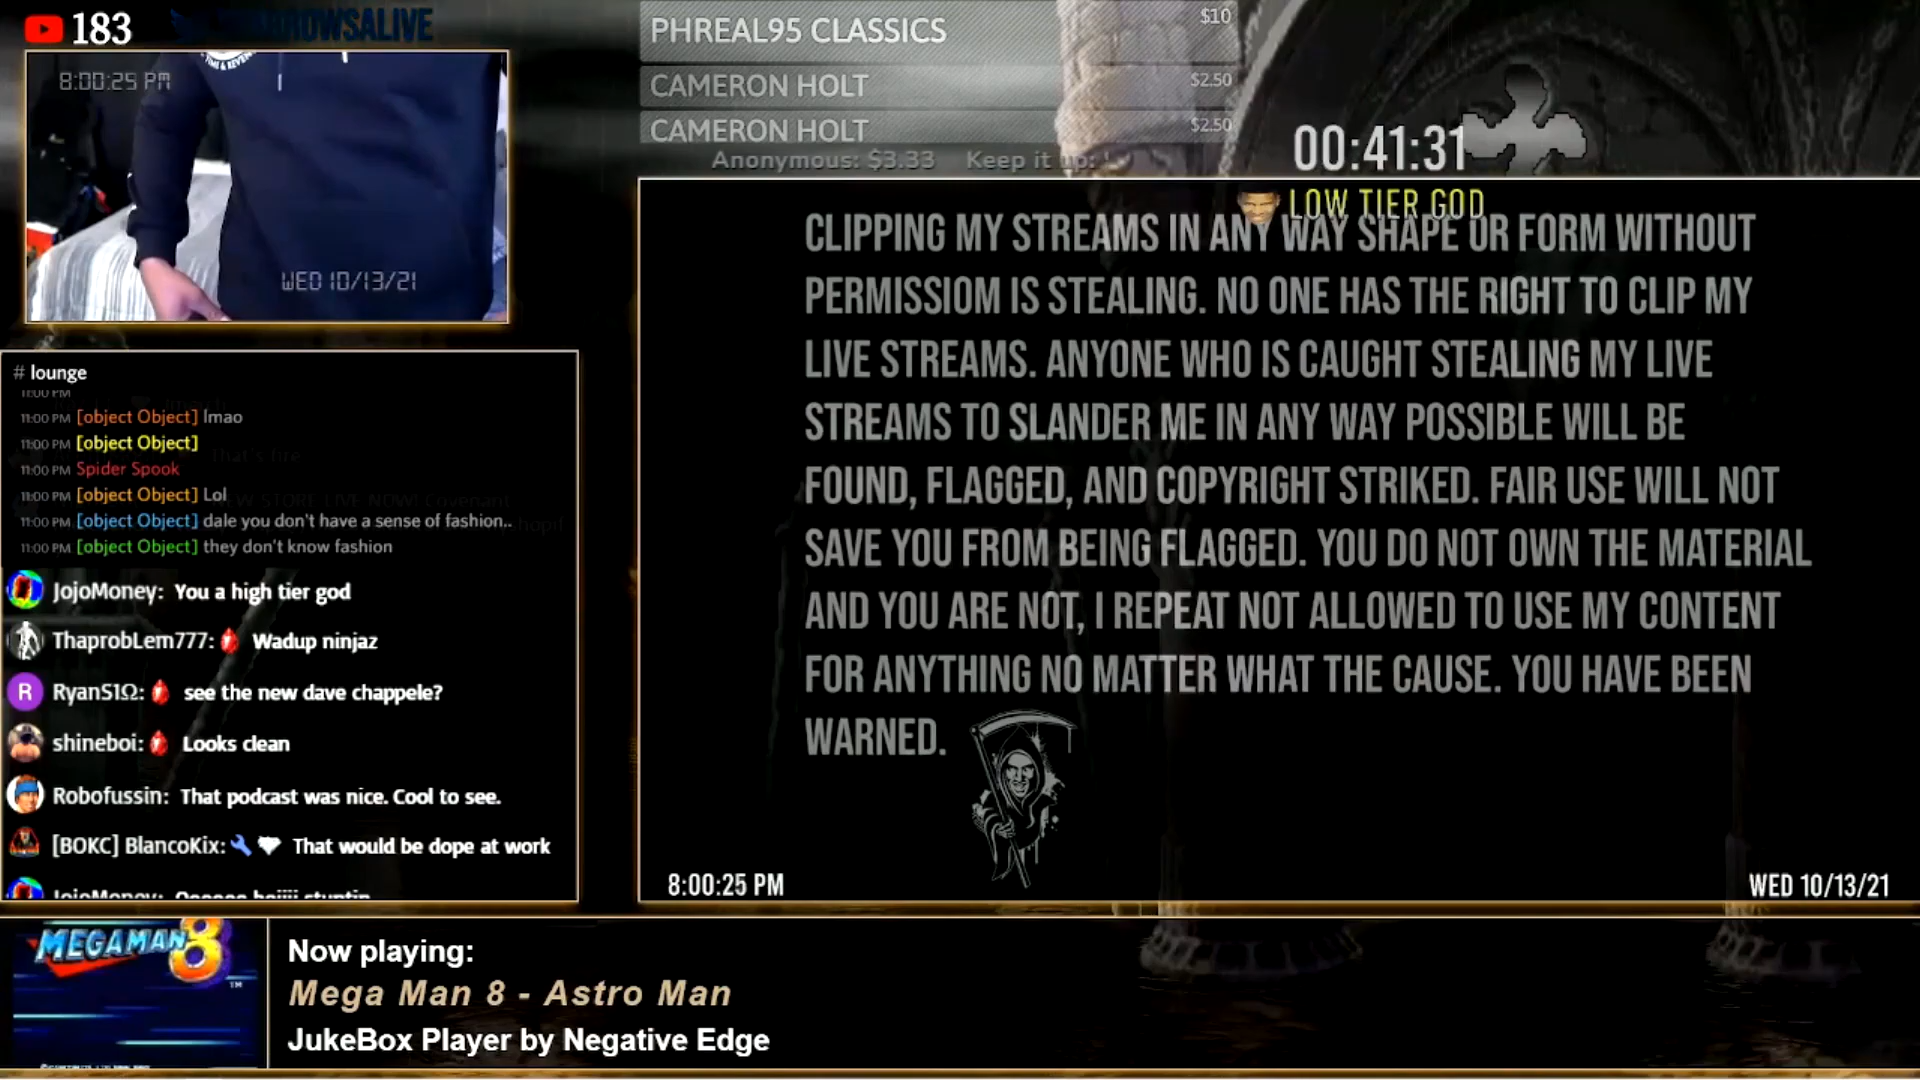 183
ROWSALIVE
8:00:25 PM
WED 10/13/21
PHREAL95 CLASSICS $10
CAMERON HOLT $2.50
CAMERON HOLT $2.50
Anonymous: $3.33 Keep it up:
00:41:31
LOW TIER GOD
CLIPPING MY STREAMS IN ANY WAY SHAPE OR FORM WITHOUT
PERMISSIOM IS STEALING. NO ONE HAS THE RIGHT TO CLIP MY
LIVE STREAMS. ANYONE WHO IS CAUGHT STEALING MY LIVE
STREAMS TO SLANDER ME IN ANY WAY POSSIBLE WILL BE
FOUND, FLAGGED, AND COPYRIGHT STRIKED. FAIR USE WILL NOT
SAVE YOU FROM BEING FLAGGED. YOU DO NOT OWN THE MATERIAL
AND YOU ARE NOT, I REPEAT NOT ALLOWED TO USE MY CONTENT
FOR ANYTHING NO MATTER WHAT THE CAUSE. YOU HAVE BEEN
WARNED.
8:00:25 PM
WED 10/13/21
# lounge
11:00 PM
11:00 PM [object Object] lmao
11:00 PM [object Object]
11:00 PM Spider Spook
11:00 PM [object Object] Lol
11:00 PM [object Object] dale you don't have a sense of fashion..
11:00 PM [object Object] they don't know fashion
JojoMoney: You a high tier god
ThaprobLem777: Wadup ninjaz
R RyanS1Ω: see the new dave chappele?
shineboi: Looks clean
Robofussin: That podcast was nice. Cool to see.
[BOKC] BlancoKix: That would be dope at work
JojoMoney:
MEGAMAN 8 TM
Now playing:
Mega Man 8 - Astro Man
JukeBox Player by Negative Edge